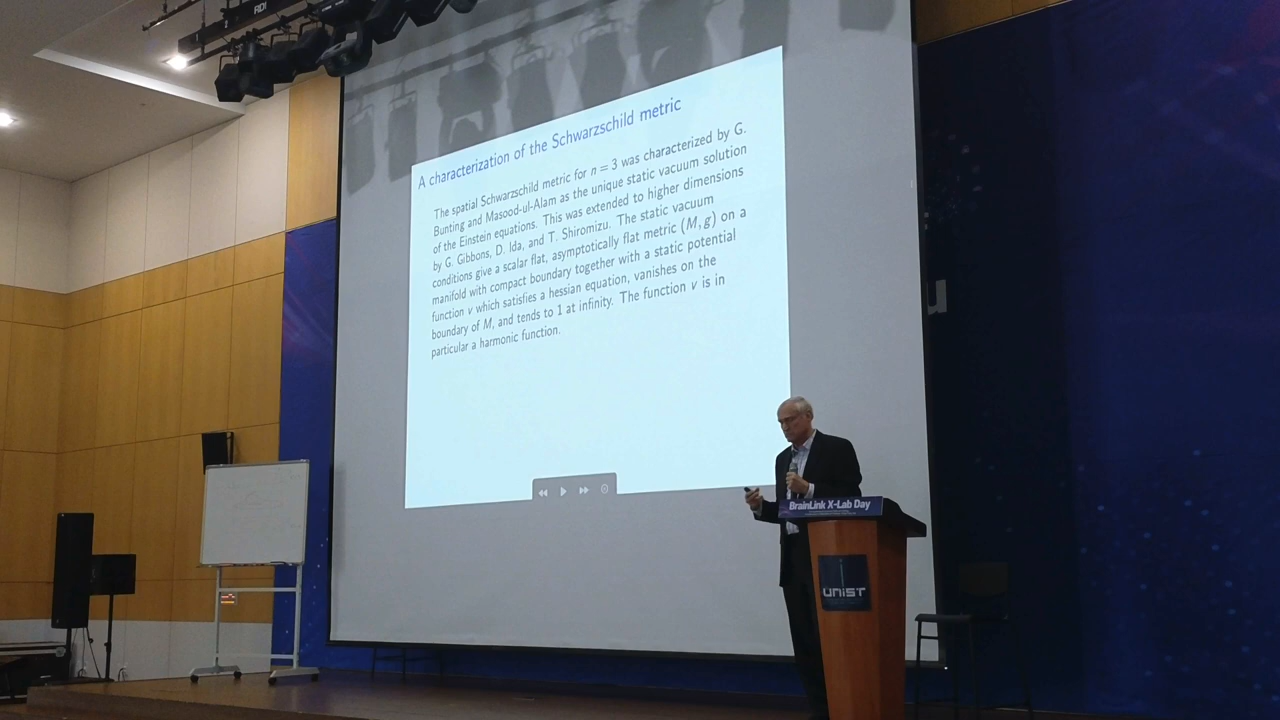 A characterization of the Schwarzschild metric
The spatial Schwarzschild metric for n = 3 was characterized by G.
Bunting and Masood-ul-Alam as the unique static vacuum solution
of the Einstein equations. This was extended to higher dimensions
by G. Gibbons, D. Ida, and T. Shiromizu. The static vacuum
conditions give a scalar flat, asymptotically flat metric (M, g) on a
manifold with compact boundary together with a static potential
function v which satisfies a hessian equation, vanishes on the
boundary of M, and tends to 1 at infinity. The function v is in
particular a harmonic function.
BrainLink X-Lab Day
UNIST